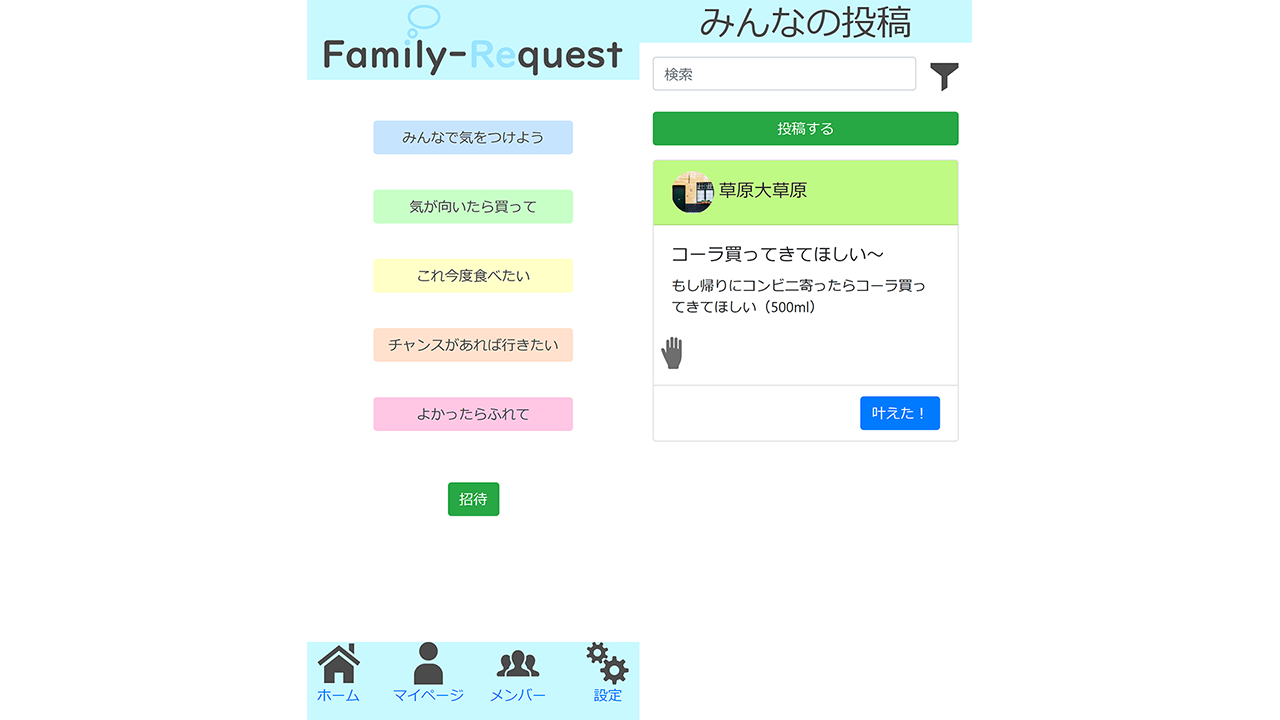 Family-Request
みんなで気をつけよう
気が向いたら買って
これ今度食べたい
チャンスがあれば行きたい
よかったらふれて
招待
ホーム
マイページ
メンバー
設定
みんなの投稿
検索
投稿する
草原大草原
コーラ買ってきてほしい～
もし帰りにコンビニ寄ったらコーラ買っ
てきてほしい（500ml）
叶えた！